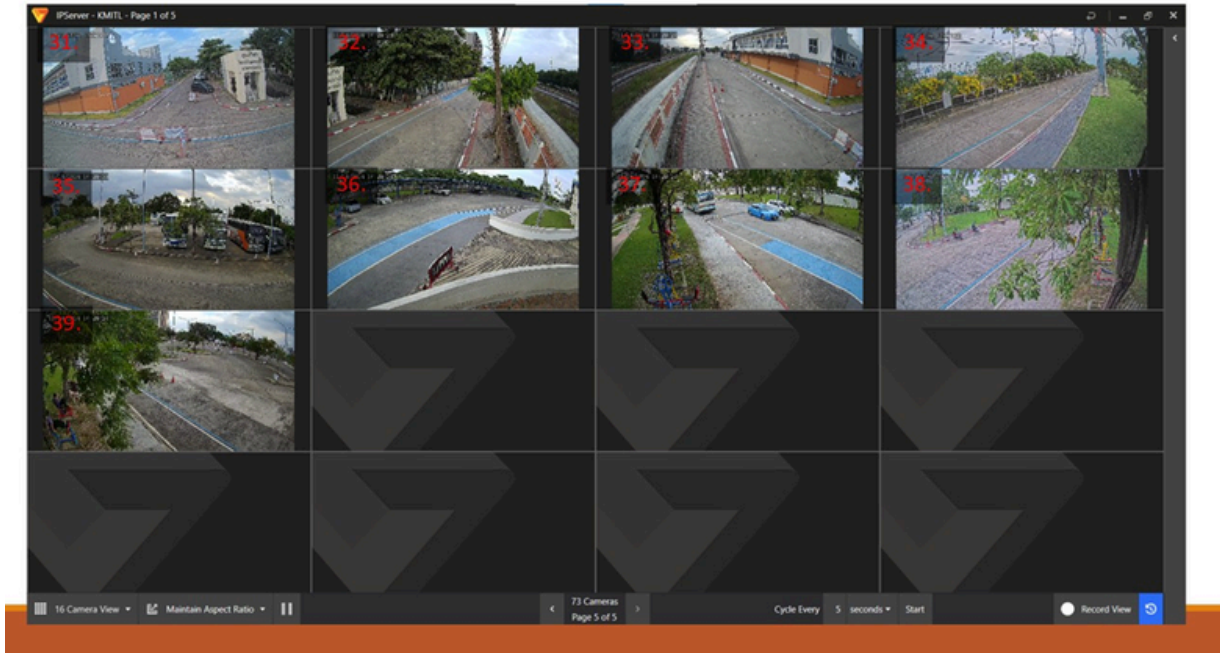 IPServer - KMITL - Page 1 of 5
31.
32.
33.
34.
35.
36.
37.
38.
39.
16 Camera View
Maintain Aspect Ratio
73 Cameras
Page 5 of 5
Cycle Every 5 seconds Start
Record View